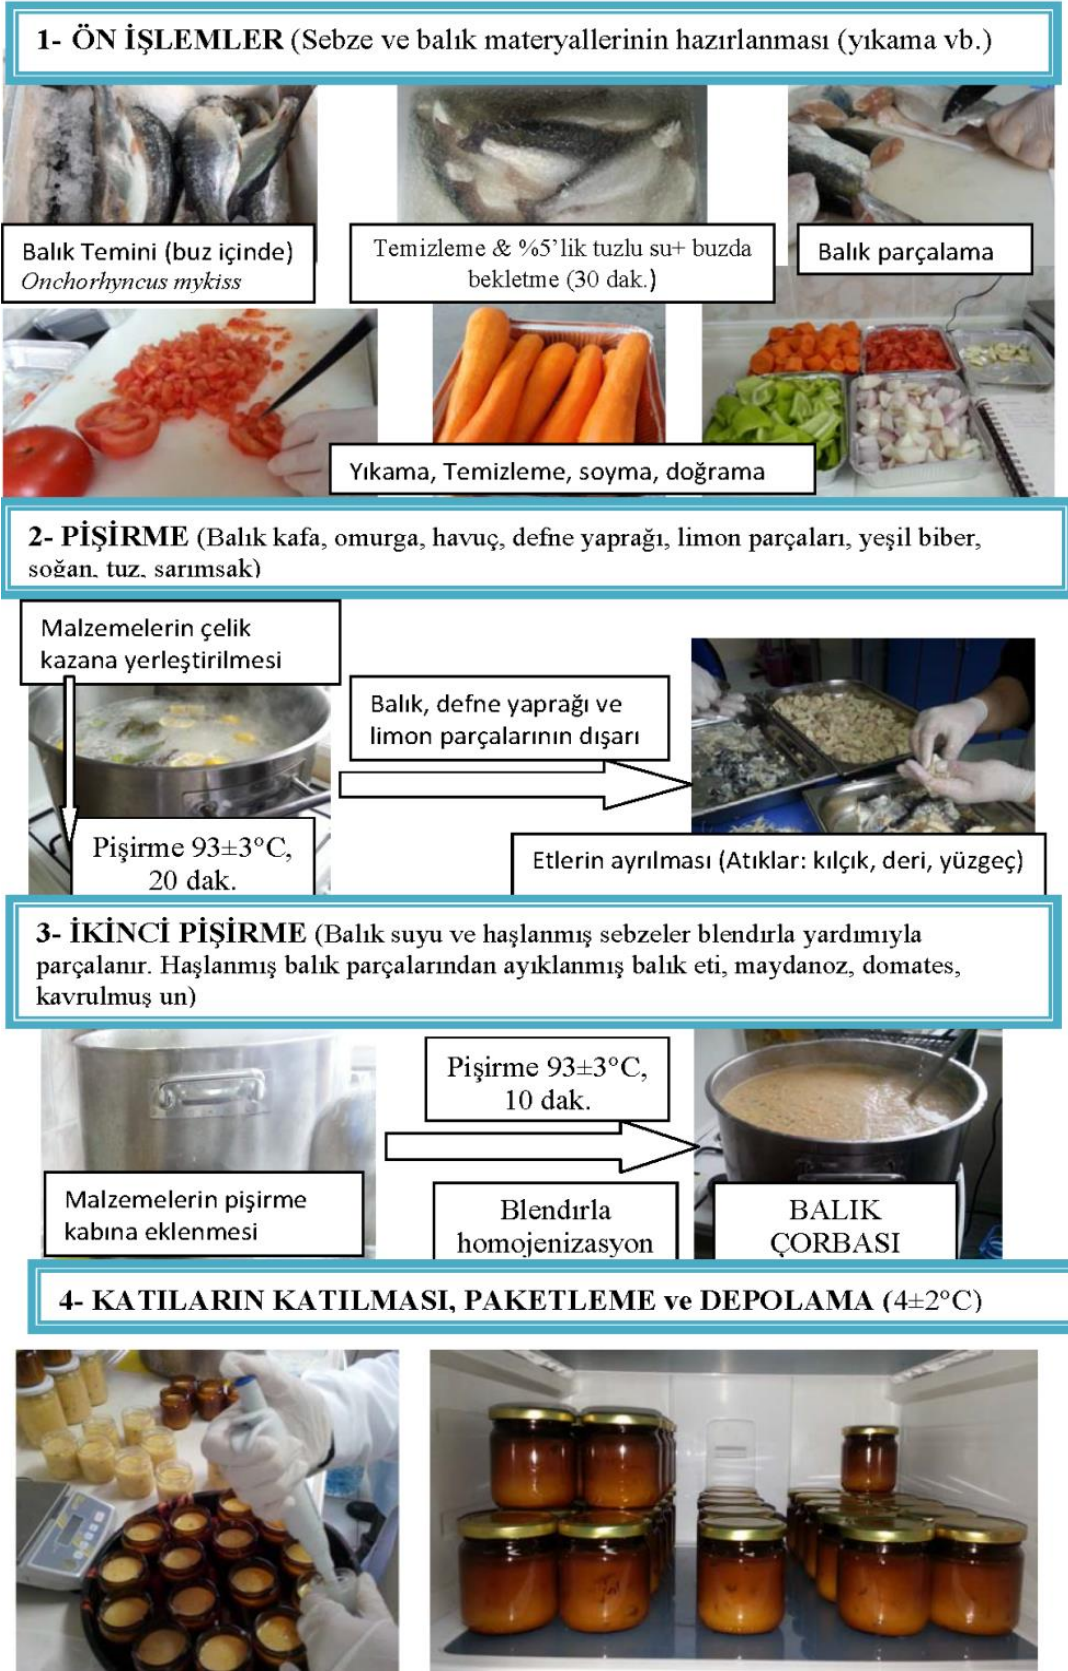 1- ÖN İŞLEMLER (Sebze ve balık materyallerinin hazırlanması (yıkama vb.)
Balık Temini (buz içinde)
Onchorhyncus mykiss
Temizleme & %5'lik tuzlu su+ buzda
bekletme (30 dak.)
Balık parçalama
Yıkama, Temizleme, soyma, doğrama
2- PİŞİRME (Balık kafa, omurga, havuç, defne yaprağı, limon parçaları, yeşil biber,
soğan, tuz, sarımsak)
Malzemelerin çelik
kazana yerleştirilmesi
Balık, defne yaprağı ve
limon parçalarının dışarı
Pişirme 93±3°C,
20 dak.
Etlerin ayrılması (Atıklar: kılçık, deri, yüzgeç)
3- İKİNCİ PİŞİRME (Balık suyu ve haşlanmış sebzeler blendırla yardımıyla
parçalanır. Haşlanmış balık parçalarından ayıklanmış balık eti, maydanoz, domates,
kavrulmuş un)
Pişirme 93±3°C,
10 dak.
Malzemelerin pişirme
kabına eklenmesi
Blendırla
homojenizasyon
BALIK
ÇORBASI
4- KATILARIN KATILMASI, PAKETLEME ve DEPOLAMA (4±2°C)